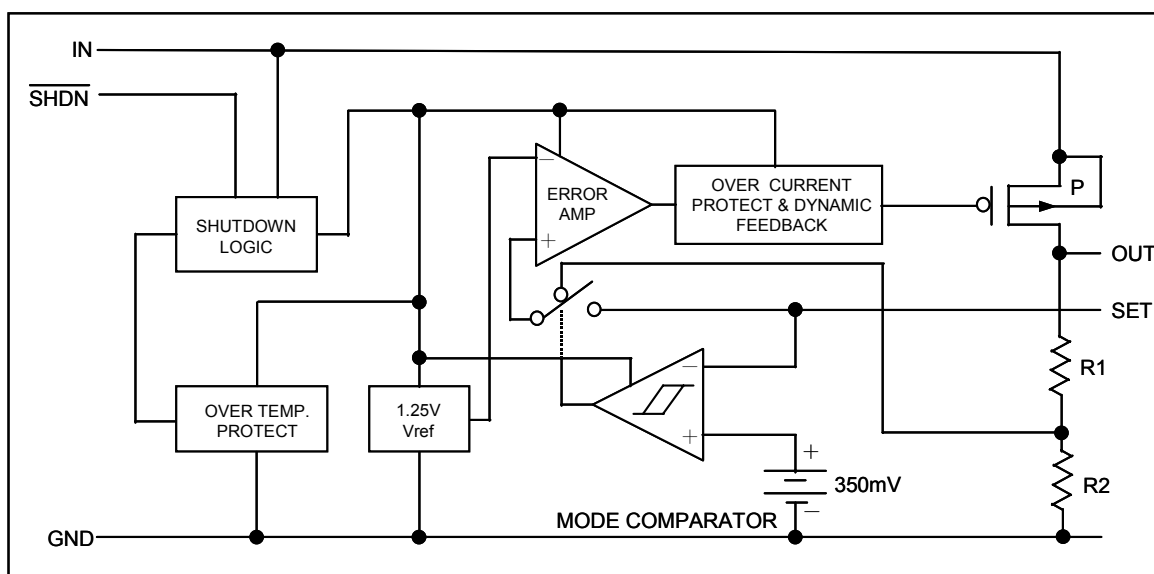 IN
SHDN
ERROR
AMP
−
+
OVER CURRENT
PROTECT & DYNAMIC
FEEDBACK
P
SHUTDOWN
LOGIC
OUT
SET
R1
OVER TEMP.
PROTECT
1.25V
Vref
−
+
+
350mV
−
R2
MODE COMPARATOR
GND